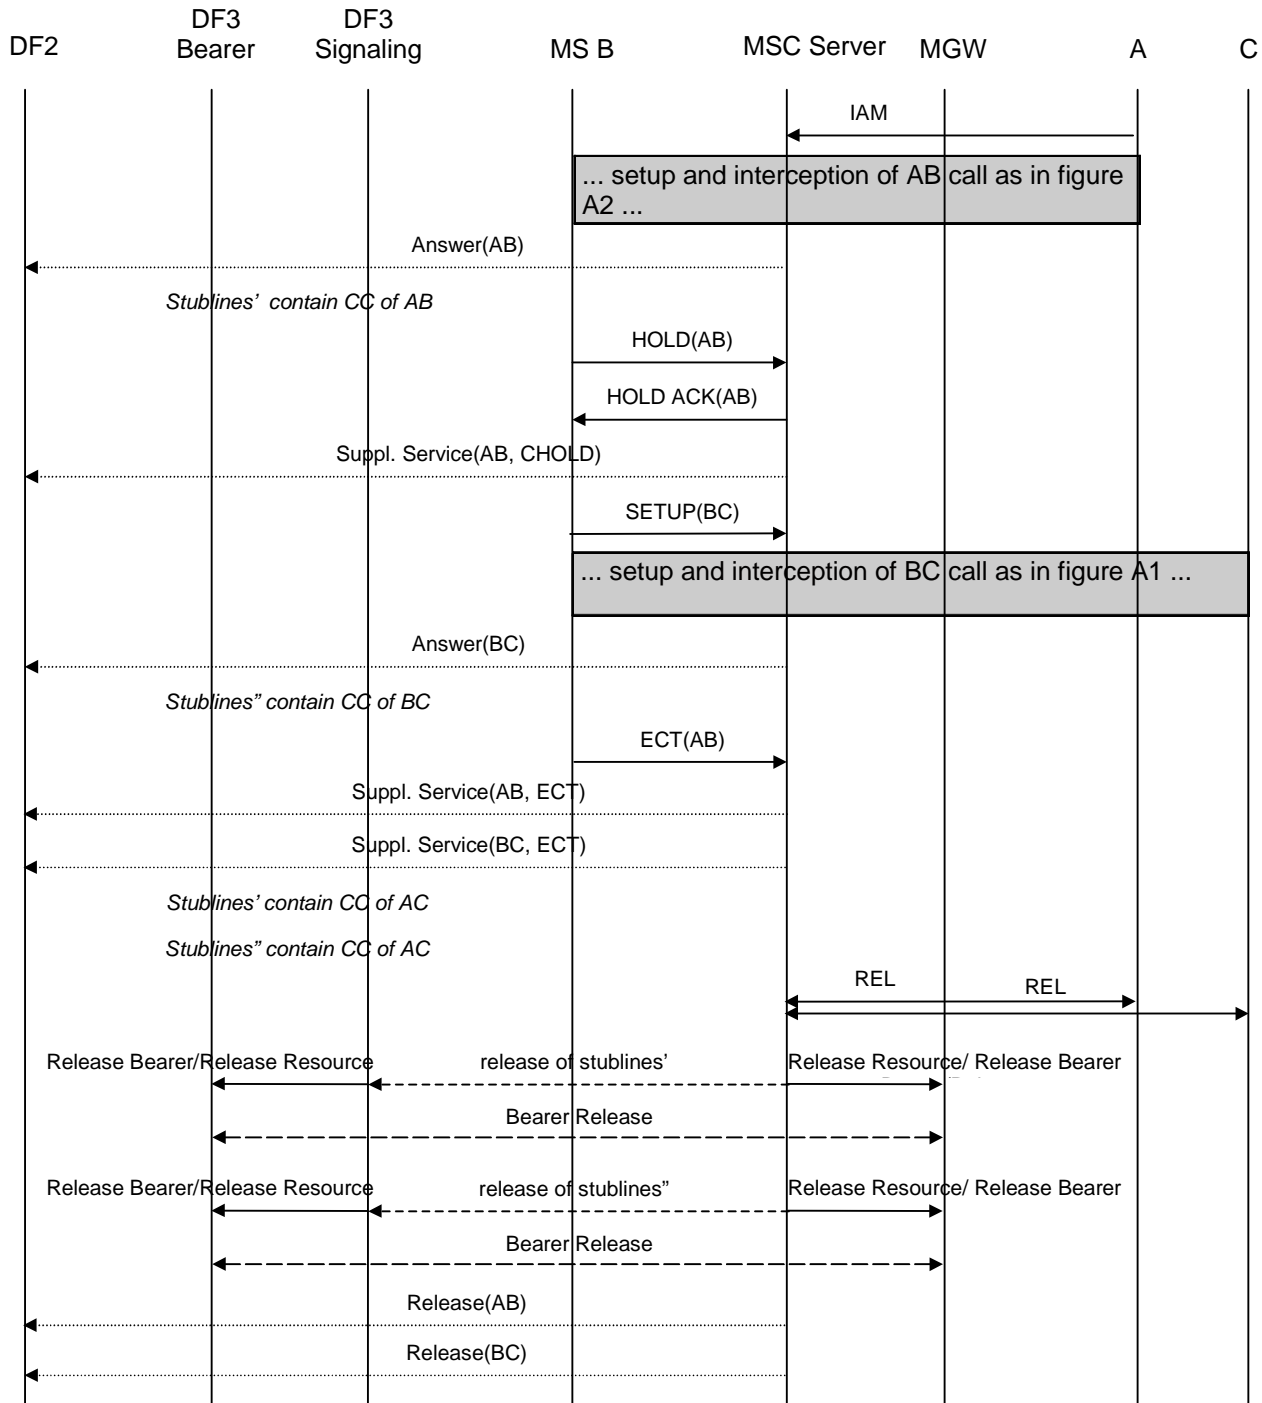 DF2
DF3
Bearer
DF3
Signaling
MS B
MSC Server
MGW
A
C
IAM
... setup and interception of AB call as in figure
A2 ...
Answer(AB)
Stublines’ contain CC of AB
HOLD(AB)
HOLD ACK(AB)
Suppl. Service(AB, CHOLD)
SETUP(BC)
... setup and interception of BC call as in figure A1 ...
Answer(BC)
Stublines” contain CC of BC
ECT(AB)
Suppl. Service(AB, ECT)
Suppl. Service(BC, ECT)
Stublines’ contain CC of AC
Stublines” contain CC of AC
REL
REL
Release Bearer/Release Resource
release of stublines’
Release Resource/ Release Bearer
Bearer Release
Release Bearer/Release Resource
release of stublines”
Release Resource/ Release Bearer
Bearer Release
Release(AB)
Release(BC)